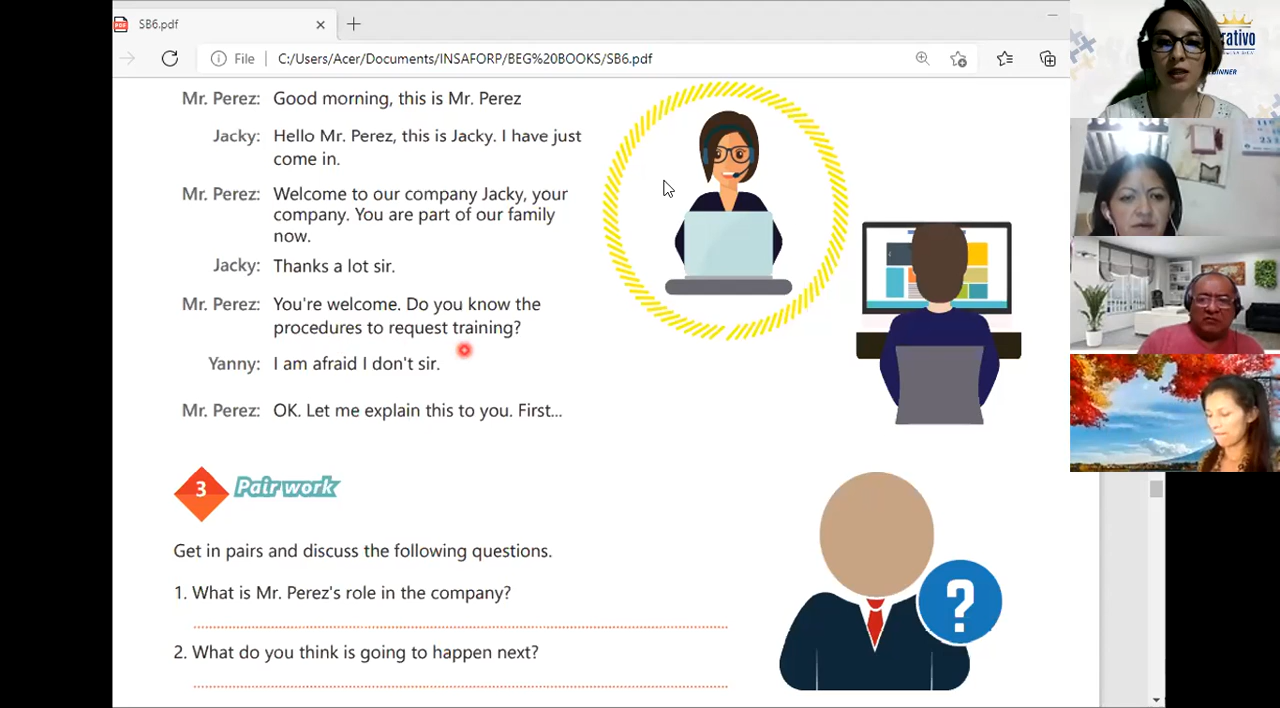 SB6.pdf
File C:/Users/Acer/Documents/INSAFORP/BEG%20BOOKS/SB6.pdf
Mr. Perez: Good morning, this is Mr. Perez
Jacky: Hello Mr. Perez, this is Jacky. I have just
come in.
Mr. Perez: Welcome to our company Jacky, your
company. You are part of our family
now.
Jacky: Thanks a lot sir.
Mr. Perez: You're welcome. Do you know the
procedures to request training?
Yanny: I am afraid I don't sir.
Mr. Perez: OK. Let me explain this to you. First...
3 Pair work
Get in pairs and discuss the following questions.
1. What is Mr. Perez's role in the company?
2. What do you think is going to happen next?
?